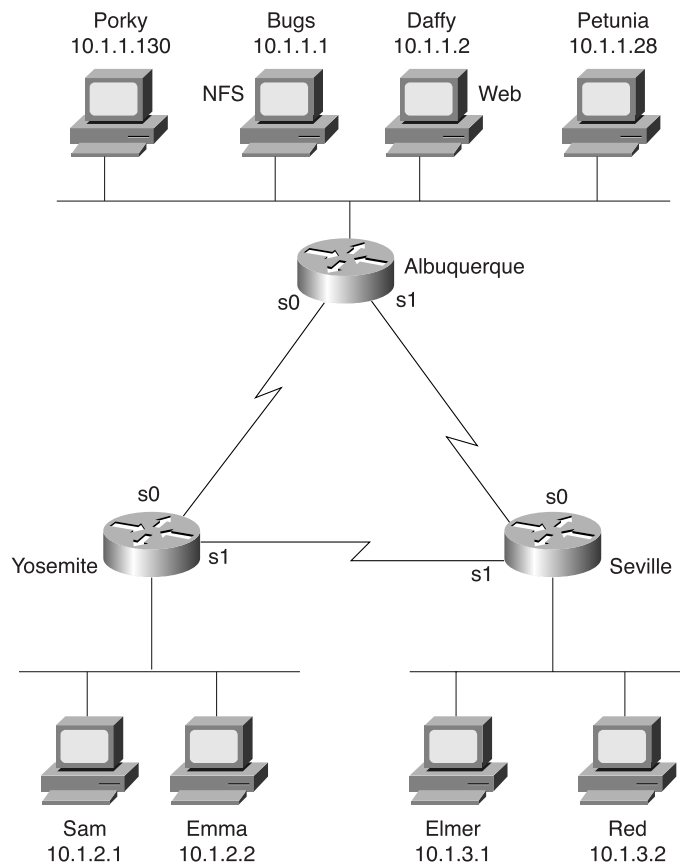 Porky
10.1.1.130
Bugs
10.1.1.1
Daffy
10.1.1.2
Petunia
10.1.1.28
NFS
Web
Albuquerque
s0
s1
s0
Yosemite
s1
s0
s1
Seville
Sam
10.1.2.1
Emma
10.1.2.2
Elmer
10.1.3.1
Red
10.1.3.2